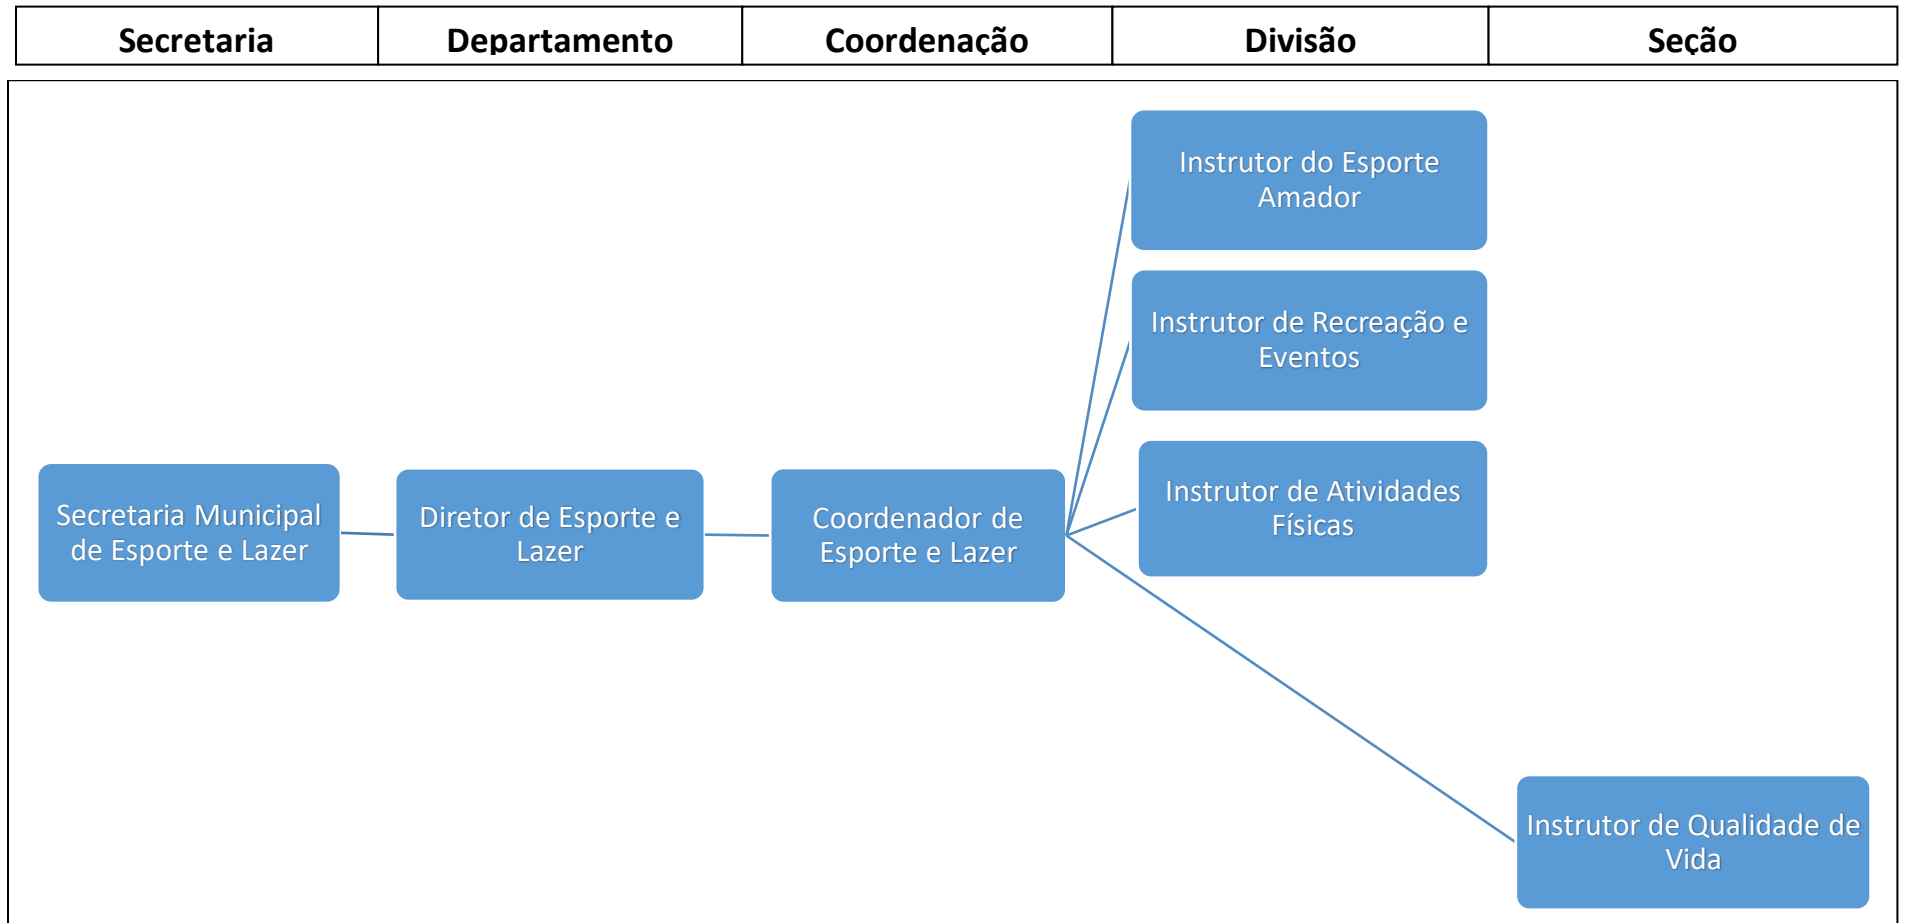 Secretaria Departamento Coordenação Divisão Seção
Instrutor do Esporte
Amador
Instrutor de Recreação e
Eventos
Instrutor de Atividades
Físicas
Secretaria Municipal
de Esporte e Lazer
Diretor de Esporte e
Lazer
Coordenador de
Esporte e Lazer
Instrutor de Qualidade de
Vida